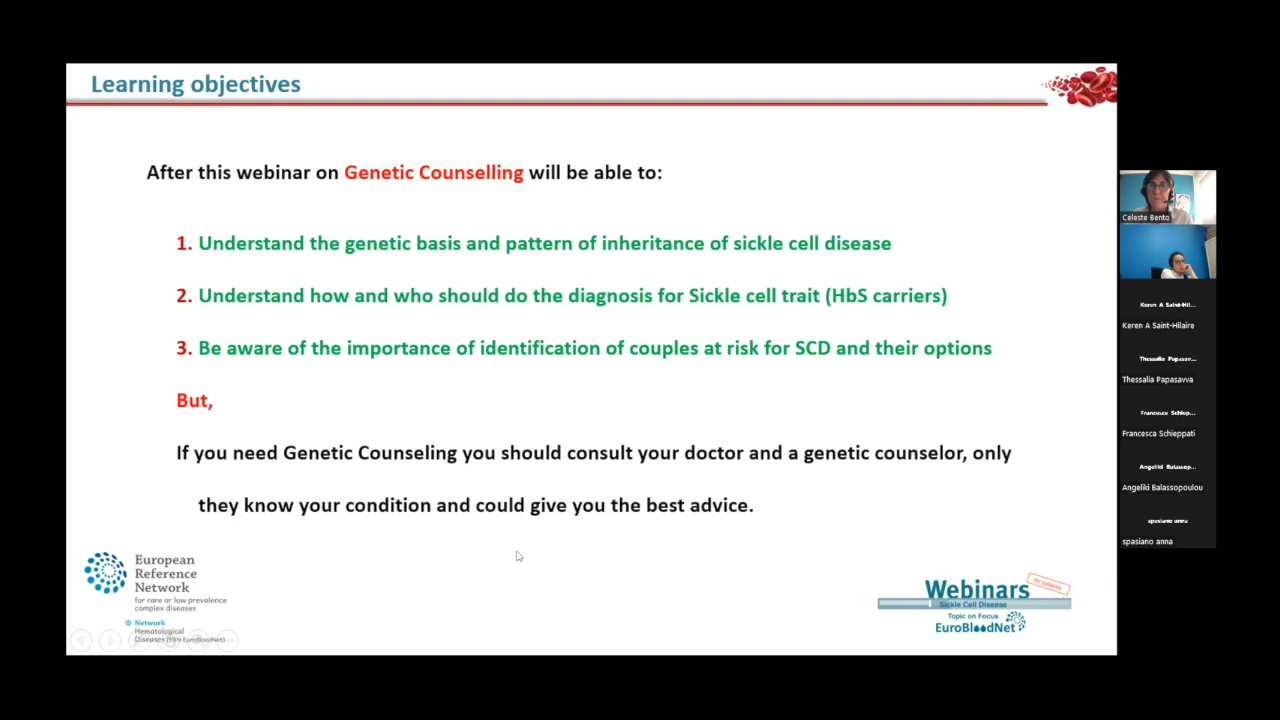 Learning objectives
After this webinar on Genetic Counselling will be able to:
1. Understand the genetic basis and pattern of inheritance of sickle cell disease
2. Understand how and who should do the diagnosis for Sickle cell trait (HbS carriers)
3. Be aware of the importance of identification of couples at risk for SCD and their options
But,
If you need Genetic Counseling you should consult your doctor and a genetic counselor, only
they know your condition and could give you the best advice.
European
Reference
Network
for rare or low prevalence
complex diseases
Network
Hematological
Diseases (ERN EuroBloodNet)
for patients
Webinars
Sickle Cell Disease
Topic on Focus
EuroBloodNet
Celeste Bento
Keren A Saint-Hil...
Keren A Saint-Hilaire
Thessalia Papasav...
Thessalia Papasavva
Francesca Schiep...
Francesca Schieppati
Angeliki Balassop...
Angeliki Balassopoulou
spasiano anna
spasiano anna